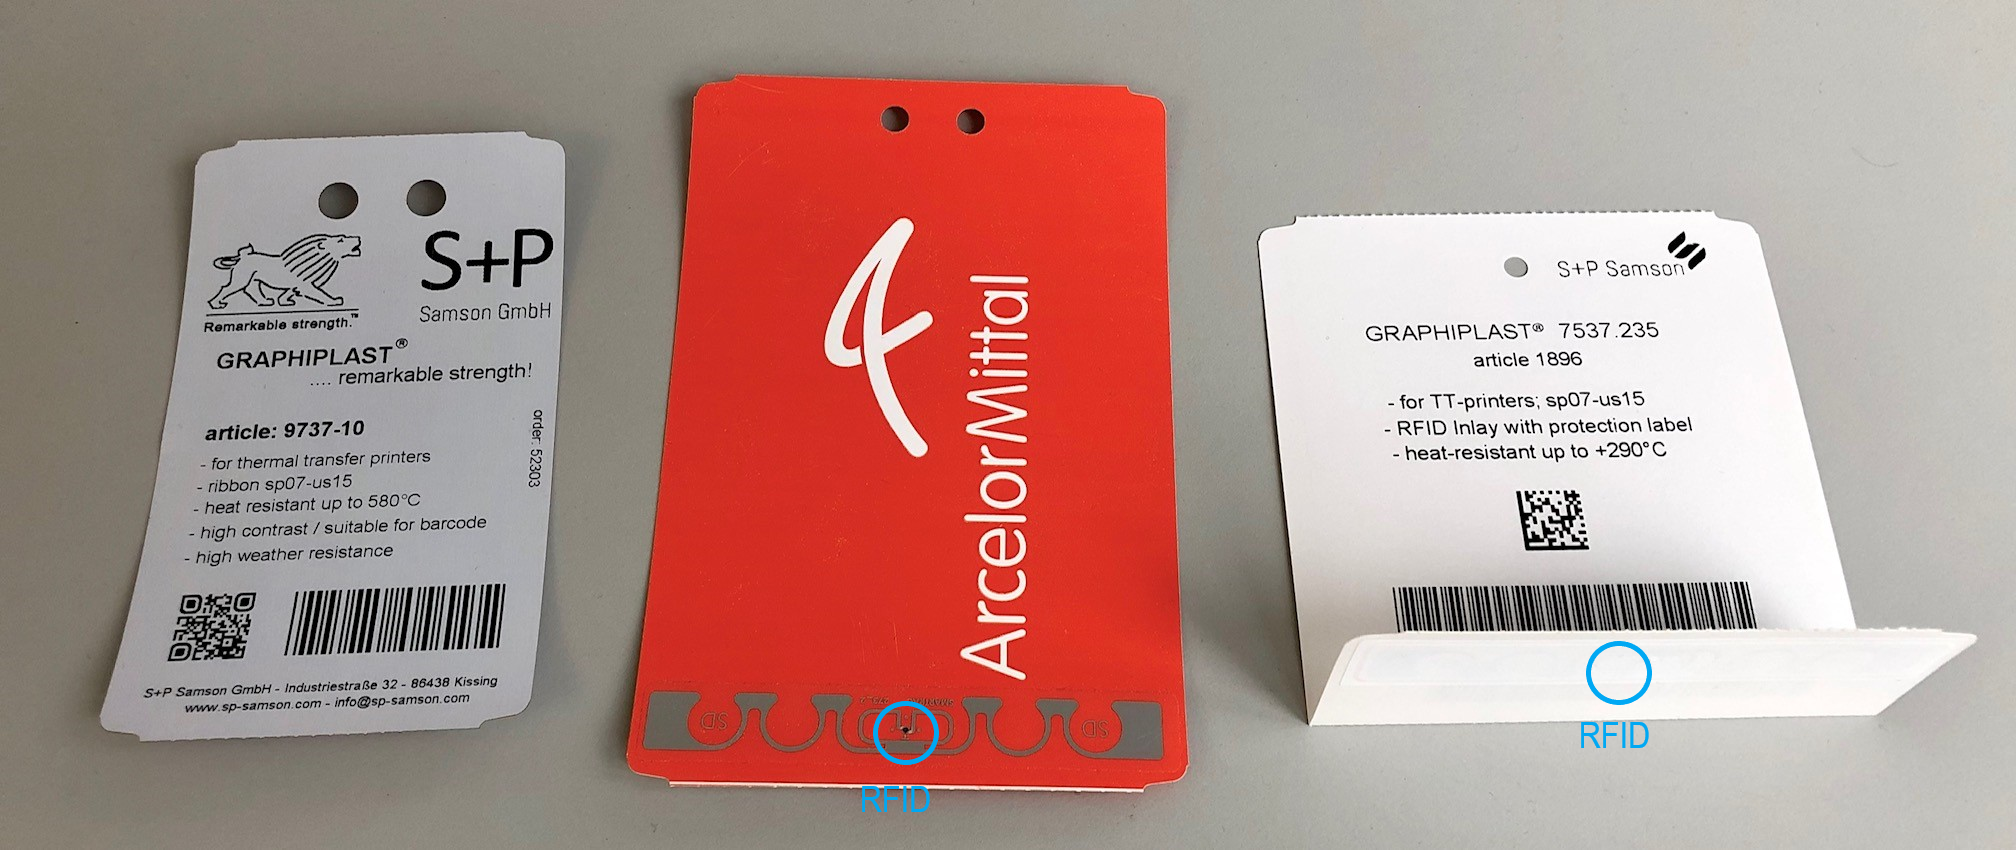 S+P
Samson GmbH
Remarkable strength.™
GRAPHIPLAST®
.... remarkable strength!
article: 9737-10
order: 52303
- for thermal transfer printers
- ribbon sp07-us15
- heat resistant up to 580°C
- high contrast / suitable for barcode
- high weather resistance
S+P Samson GmbH - Industriestraße 32 - 86438 Kissing
www.sp-samson.com - info@sp-samson.com
ArcelorMittal
SD
SD
RFID
S+P Samson
GRAPHIPLAST® 7537.235
article 1896
- for TT-printers; sp07-us15
- RFID Inlay with protection label
- heat-resistant up to +290°C
RFID